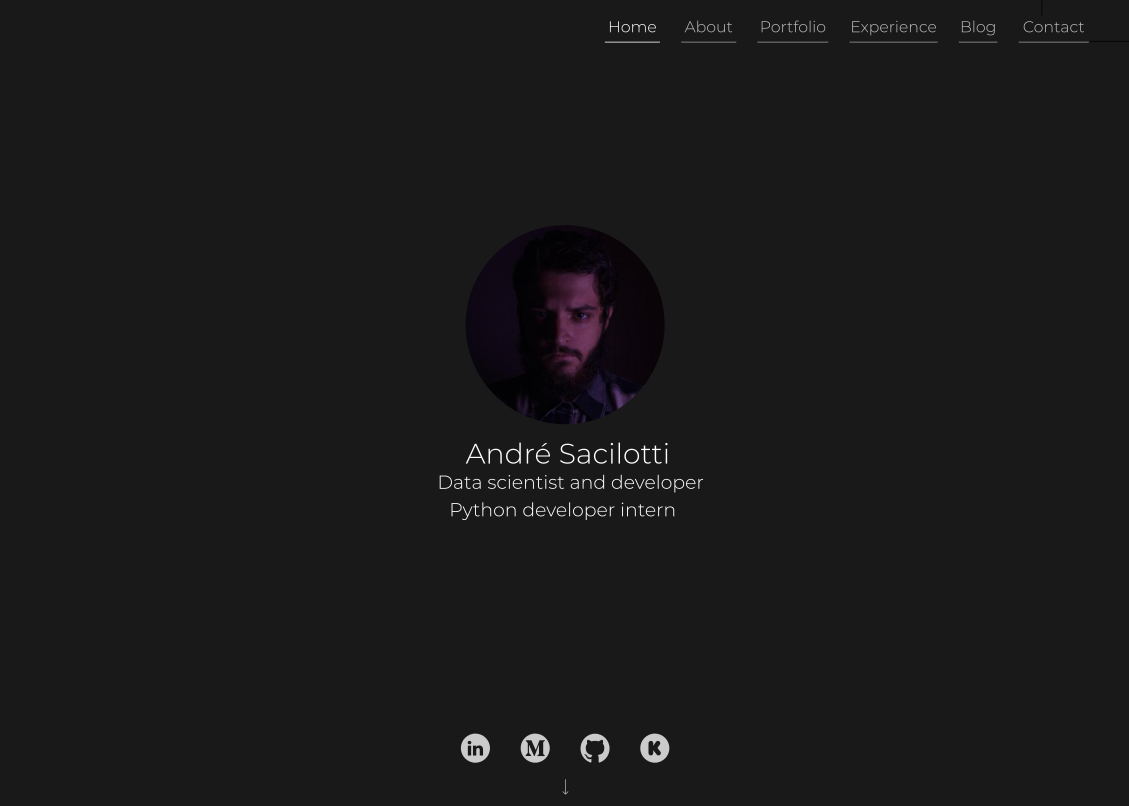 Home About Portfolio Experience Blog Contact
André Sacilotti
Data scientist and developer
Python developer intern
in M K